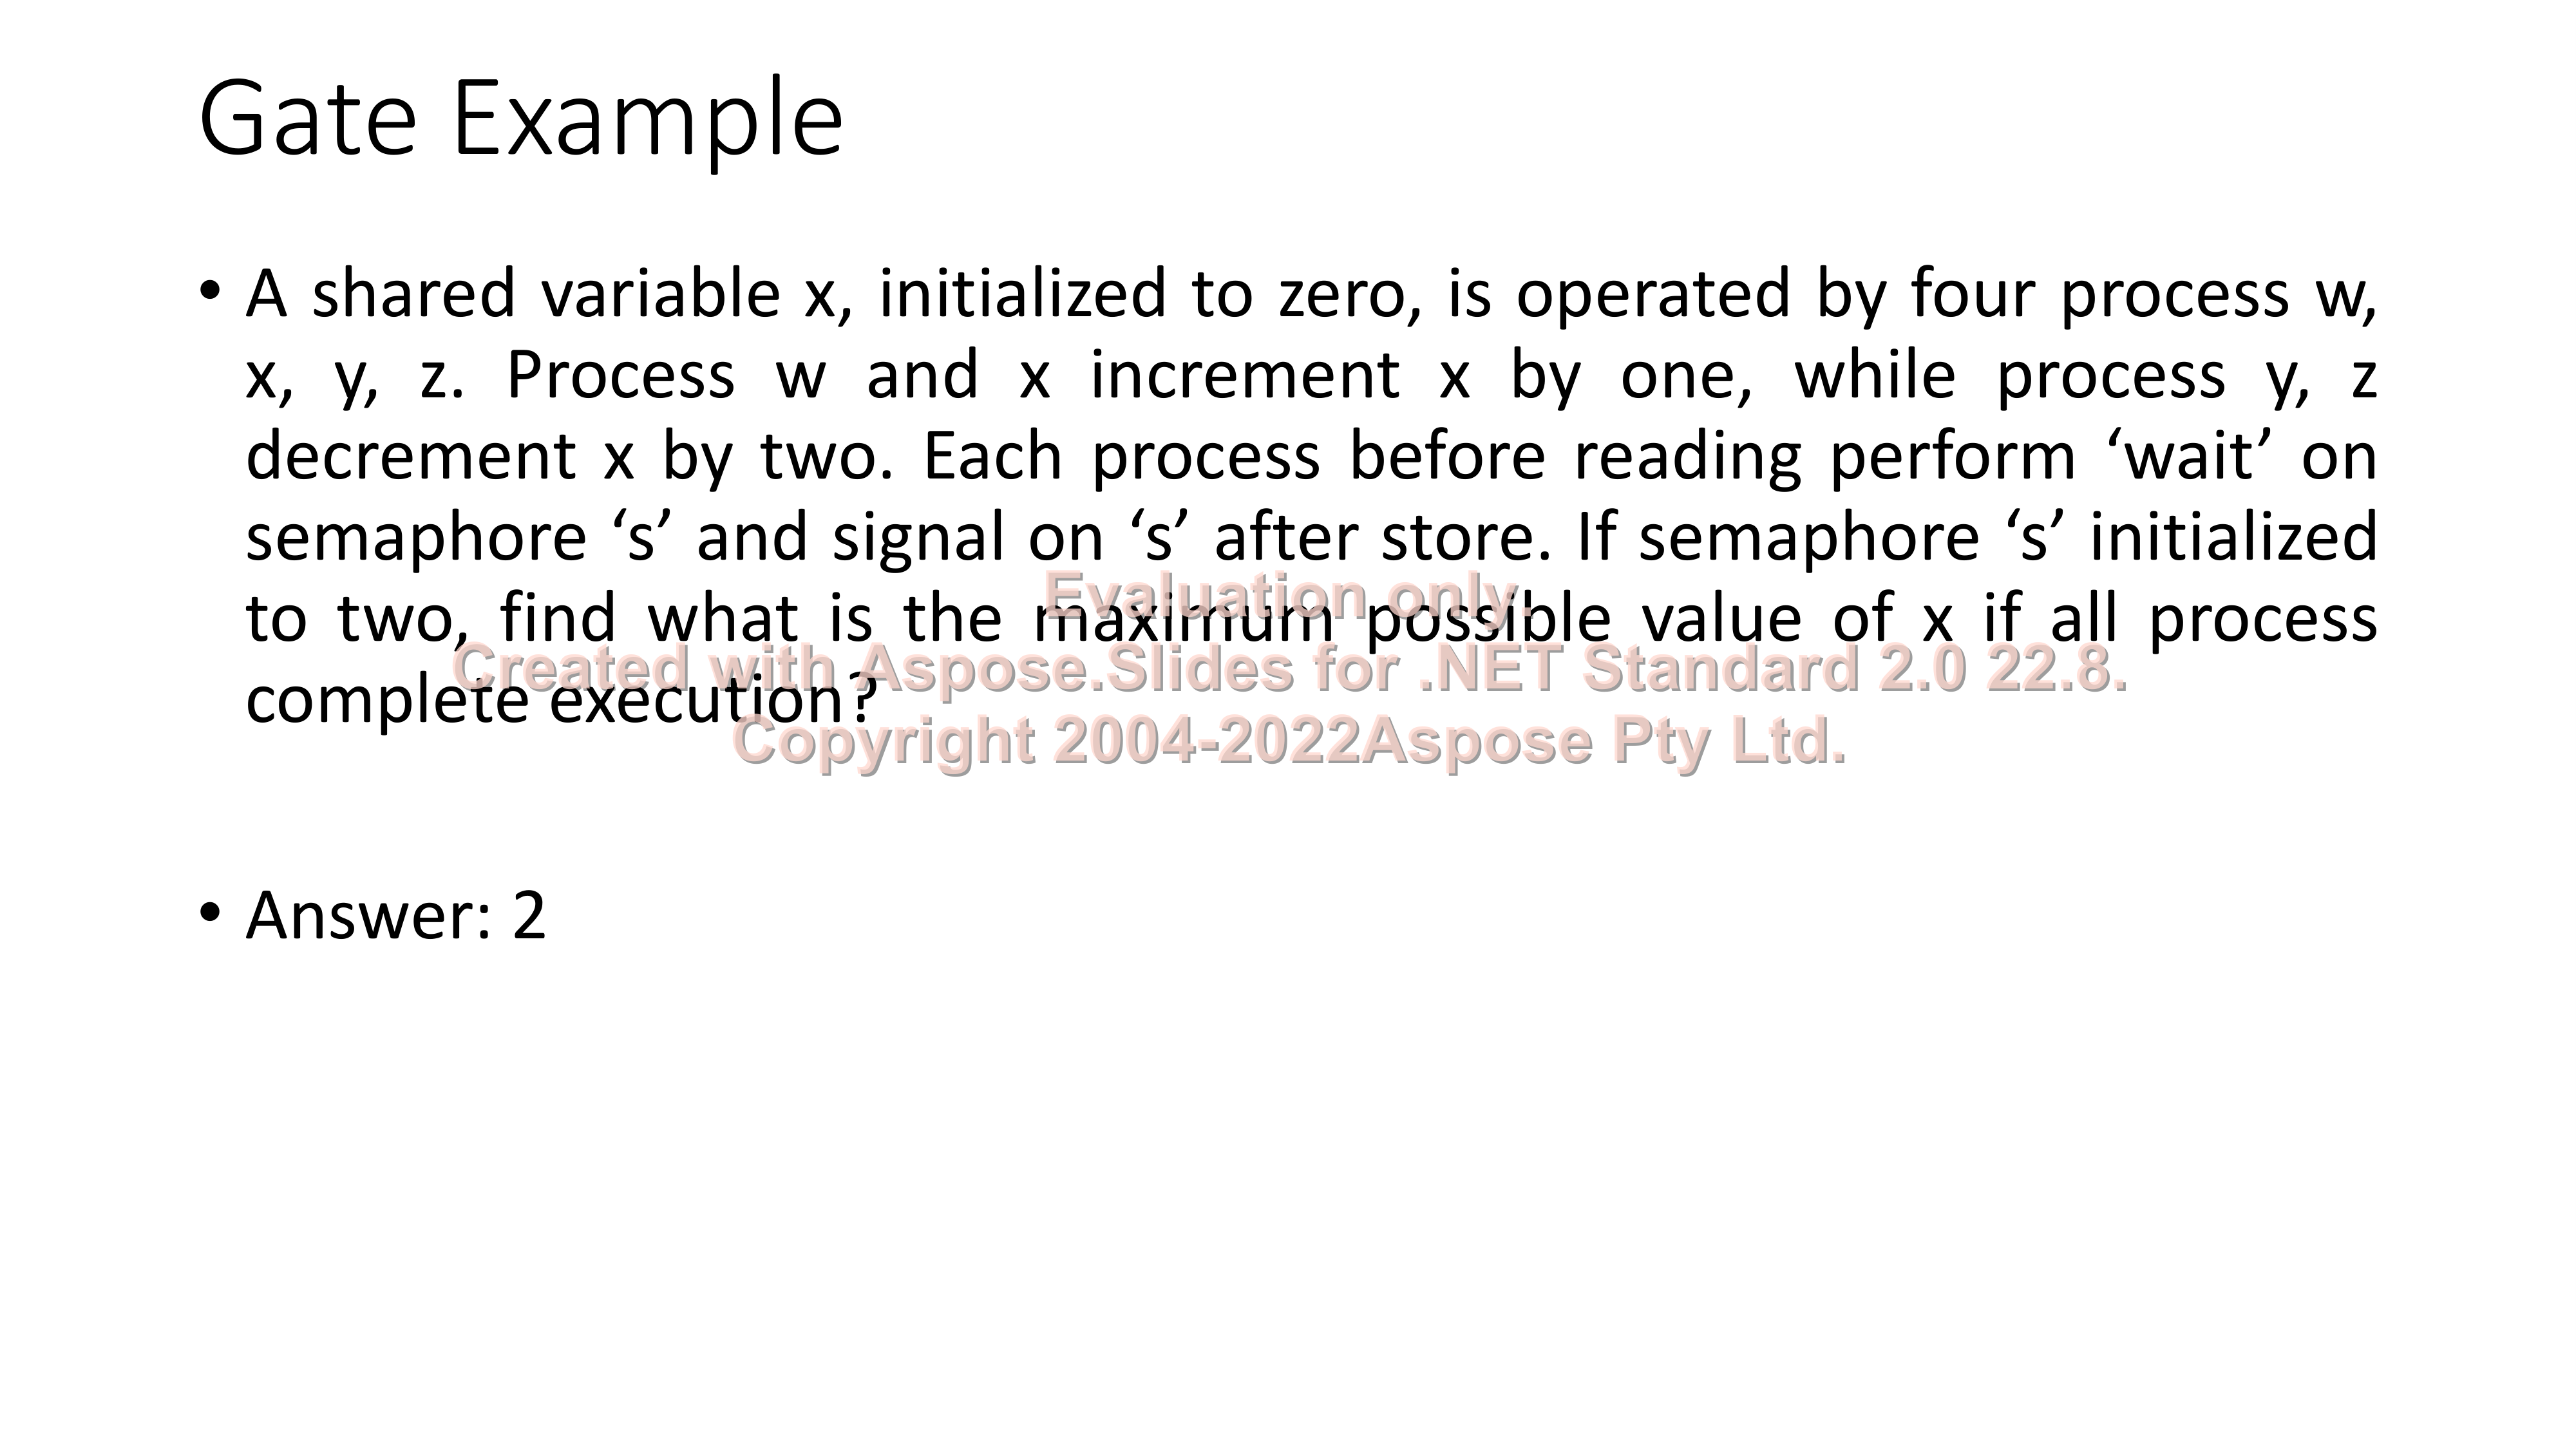 Gate Example
• A shared variable x, initialized to zero, is operated by four process w,
x, y, z. Process w and x increment x by one, while process y, z
decrement x by two. Each process before reading perform ‘wait’ on
semaphore ‘s’ and signal on ‘s’ after store. If semaphore ‘s’ initialized
Evaluation only.
to two, find what is the maximum possible value of x if all process
Created with Aspose.Slides for .NET Standard 2.0 22.8.
complete execution?
Copyright 2004-2022Aspose Pty Ltd.
• Answer: 2